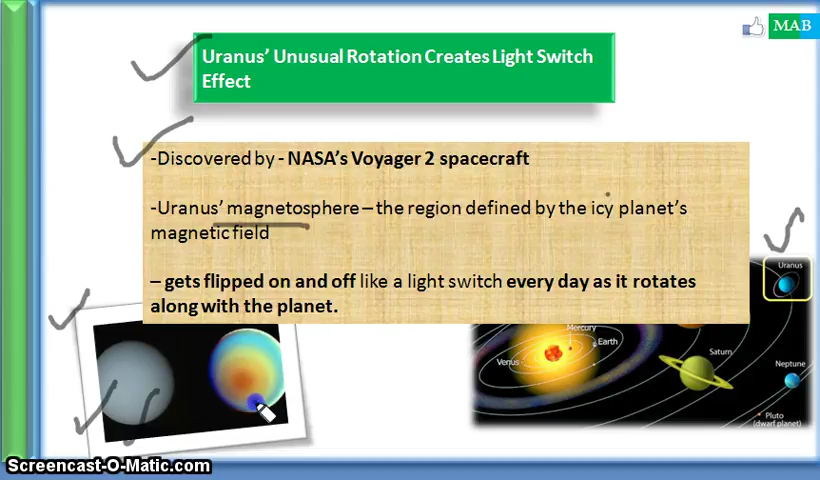 MAB
Uranus’ Unusual Rotation Creates Light Switch
Effect
-Discovered by - NASA’s Voyager 2 spacecraft
-Uranus’ magnetosphere – the region defined by the icy planet’s
magnetic field
– gets flipped on and off like a light switch every day as it rotates
along with the planet.
Uranus
Mercury
Earth
Venus
Saturn
Neptune
Pluto
(dwarf planet)
Screencast-O-Matic.com